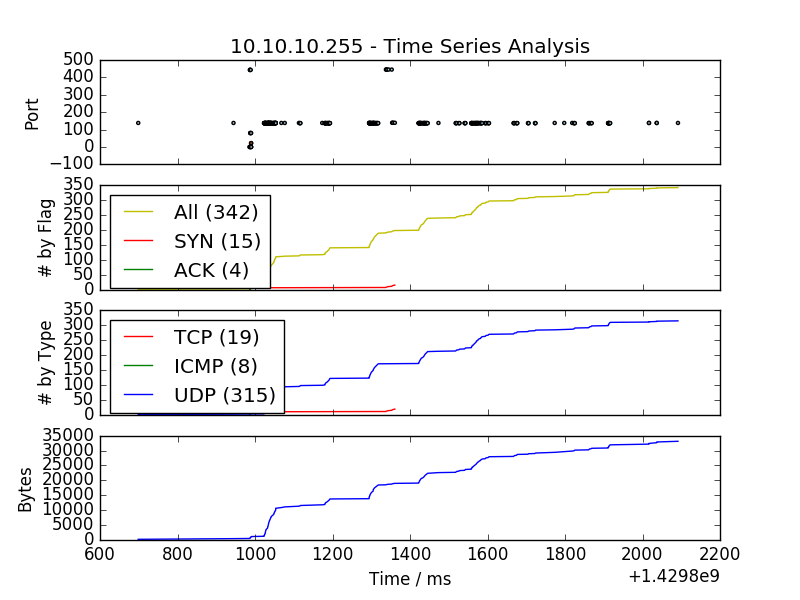 10.10.10.255 - Time Series Analysis
500
400
300
200
100
0
−100
Port
350
300
250
200
150
100
50
0
# by Flag
All (342)
SYN (15)
ACK (4)
350
300
250
200
150
100
50
0
# by Type
TCP (19)
ICMP (8)
UDP (315)
35000
30000
25000
20000
15000
10000
5000
0
Bytes
600 800 1000 1200 1400 1600 1800 2000 2200
Time / ms
+1.4298e9